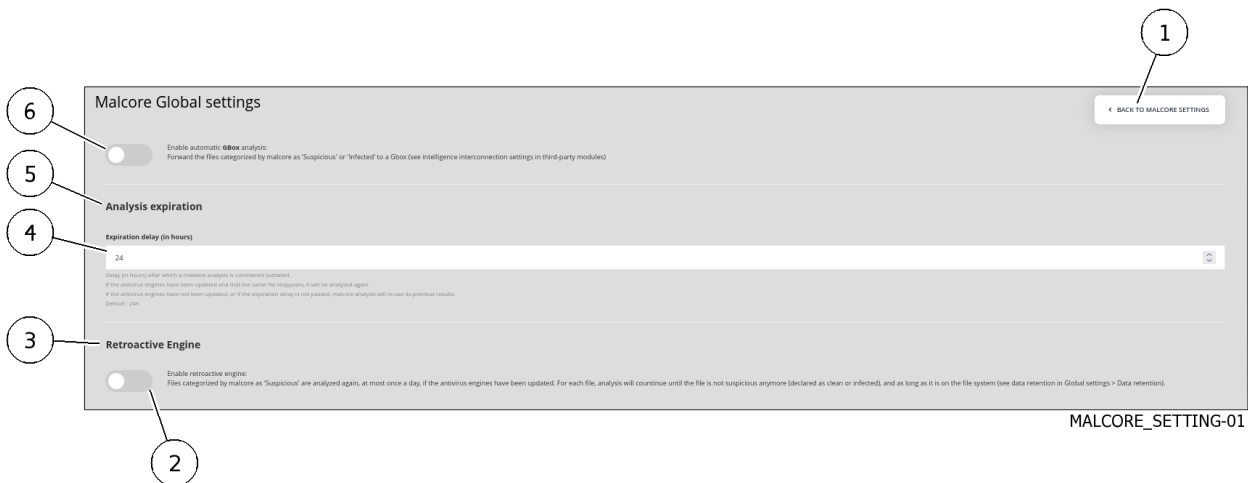 1
6
Malcore Global settings
BACK TO MALCORE SETTINGS
Enable automatic GBox analysis:
Forward the files categorized by malcore as 'Suspicious' or 'Infected' to a Gbox (see intelligence interconnection settings in third-party modules)
5
Analysis expiration
4
Expiration delay (in hours)
24
Delay (in hours) after which a malware analysis is considered outdated.
If the antivirus engines have been updated and that the same file reappears, it will be analysed again.
If the antivirus engines have not been updated, or if the expiration delay is not passed, malcore analysis will re-use its previous results.
Default : 24h
3
Retroactive Engine
Enable retroactive engine:
Files categorized by malcore as 'Suspicious' are analyzed again, at most once a day, if the antivirus engines have been updated. For each file, analysis will countinue until the file is not suspicious anymore (declared as clean or infected), and as long as it is on the file system (see data retention in Global settings > Data retention).
MALCORE_SETTING-01
2